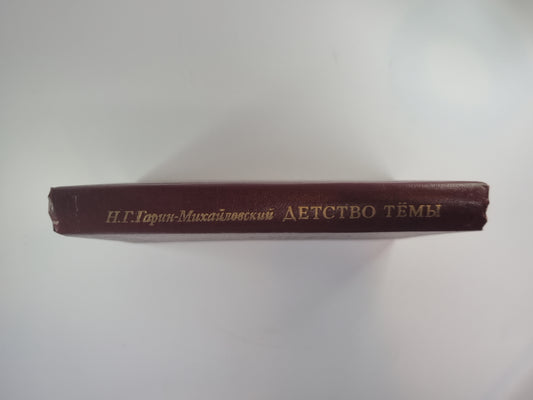 Н.Г.Гарин-Михайловский ДЕТСТВО ТЁМЫ